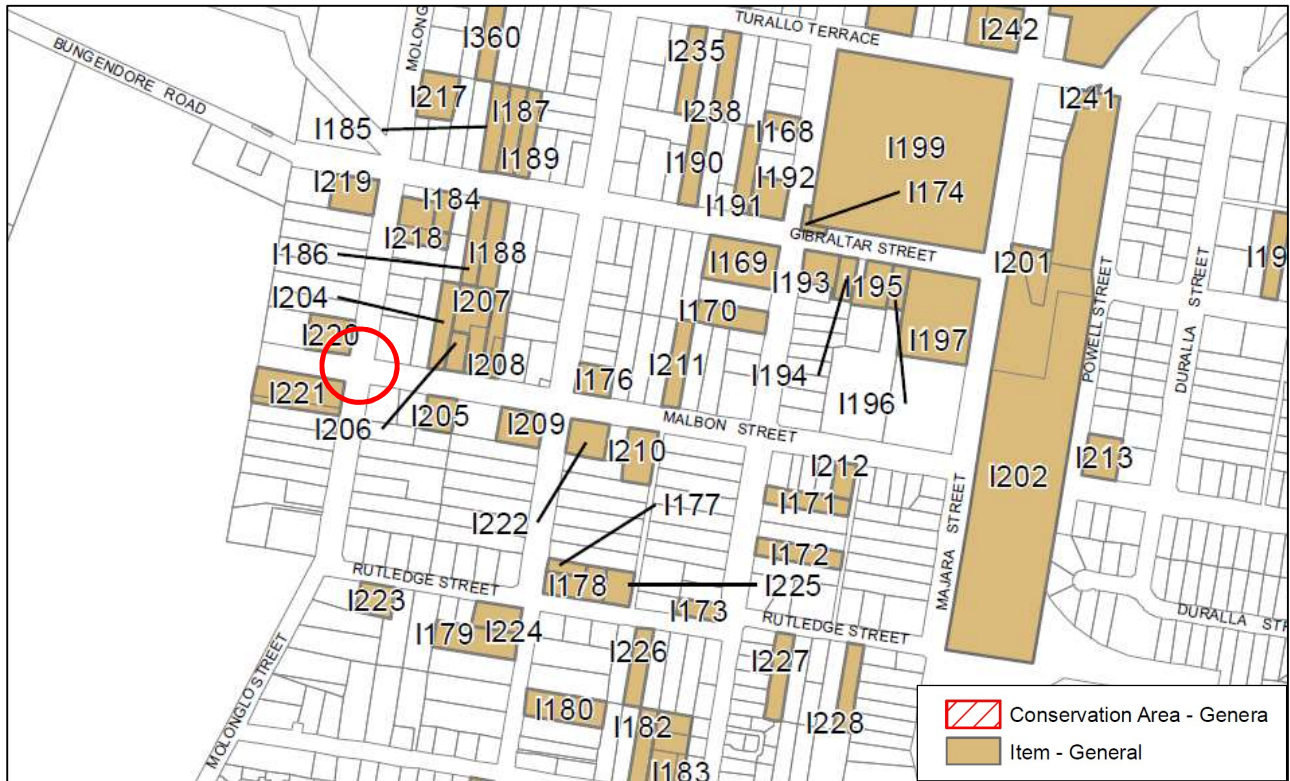 TURALLO TERRACE
I242
MOLONG
I360
I235
BUNGENDORE ROAD
I217
I187
I238
I241
I185
I168
I189
I190
I199
I192
I174
I219
I184
I191
I218
GIBRALTAR STREET
I186
I188
I169
I193
I195
I201
I19
POWELL STREET
DURALLA STREET
I204
I207
I170
I220
I208
I211
I197
I176
I194
I196
I221
I206
I205
I209
MALBON STREET
I210
I212
I213
I202
I171
I222
I177
MAJARA STREET
I172
RUTLEDGE STREET
I178
I225
I223
I173
I179
I224
RUTLEDGE STREET
DURALLA STR
I226
I227
MOLONGLO STREET
I180
I182
I228
I183
Conservation Area - Genera
Item - General